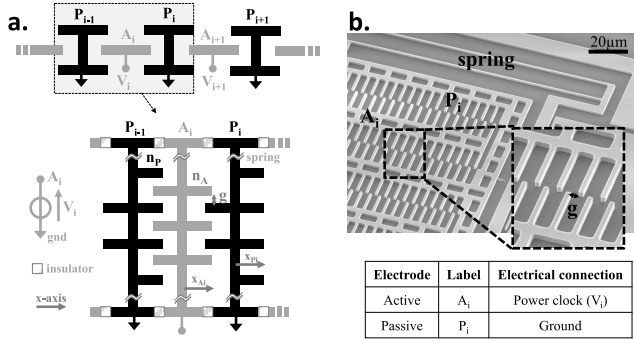 a.
P_{i-1} A_i P_i A_{i+1} P_{i+1}
V_i V_{i+1}
P_{i-1} A_i P_i
n_P spring
n_A
A_i g
V_i
gnd
x_{Pi}
insulator
x_{Ai}
x-axis
b.
20μm
spring
P_i
A_i
g
Electrode Label Electrical connection
Active A_i Power clock (V_i)
Passive P_i Ground